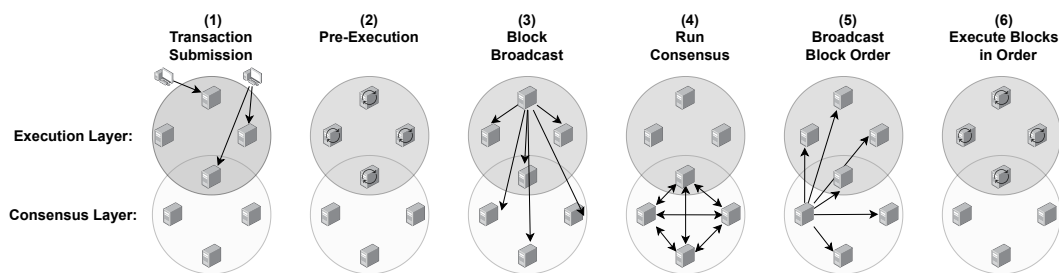 (1)
Transaction
Submission
(2)
Pre-Execution
(3)
Block
Broadcast
(4)
Run
Consensus
(5)
Broadcast
Block Order
(6)
Execute Blocks
in Order
Execution Layer:
Consensus Layer: